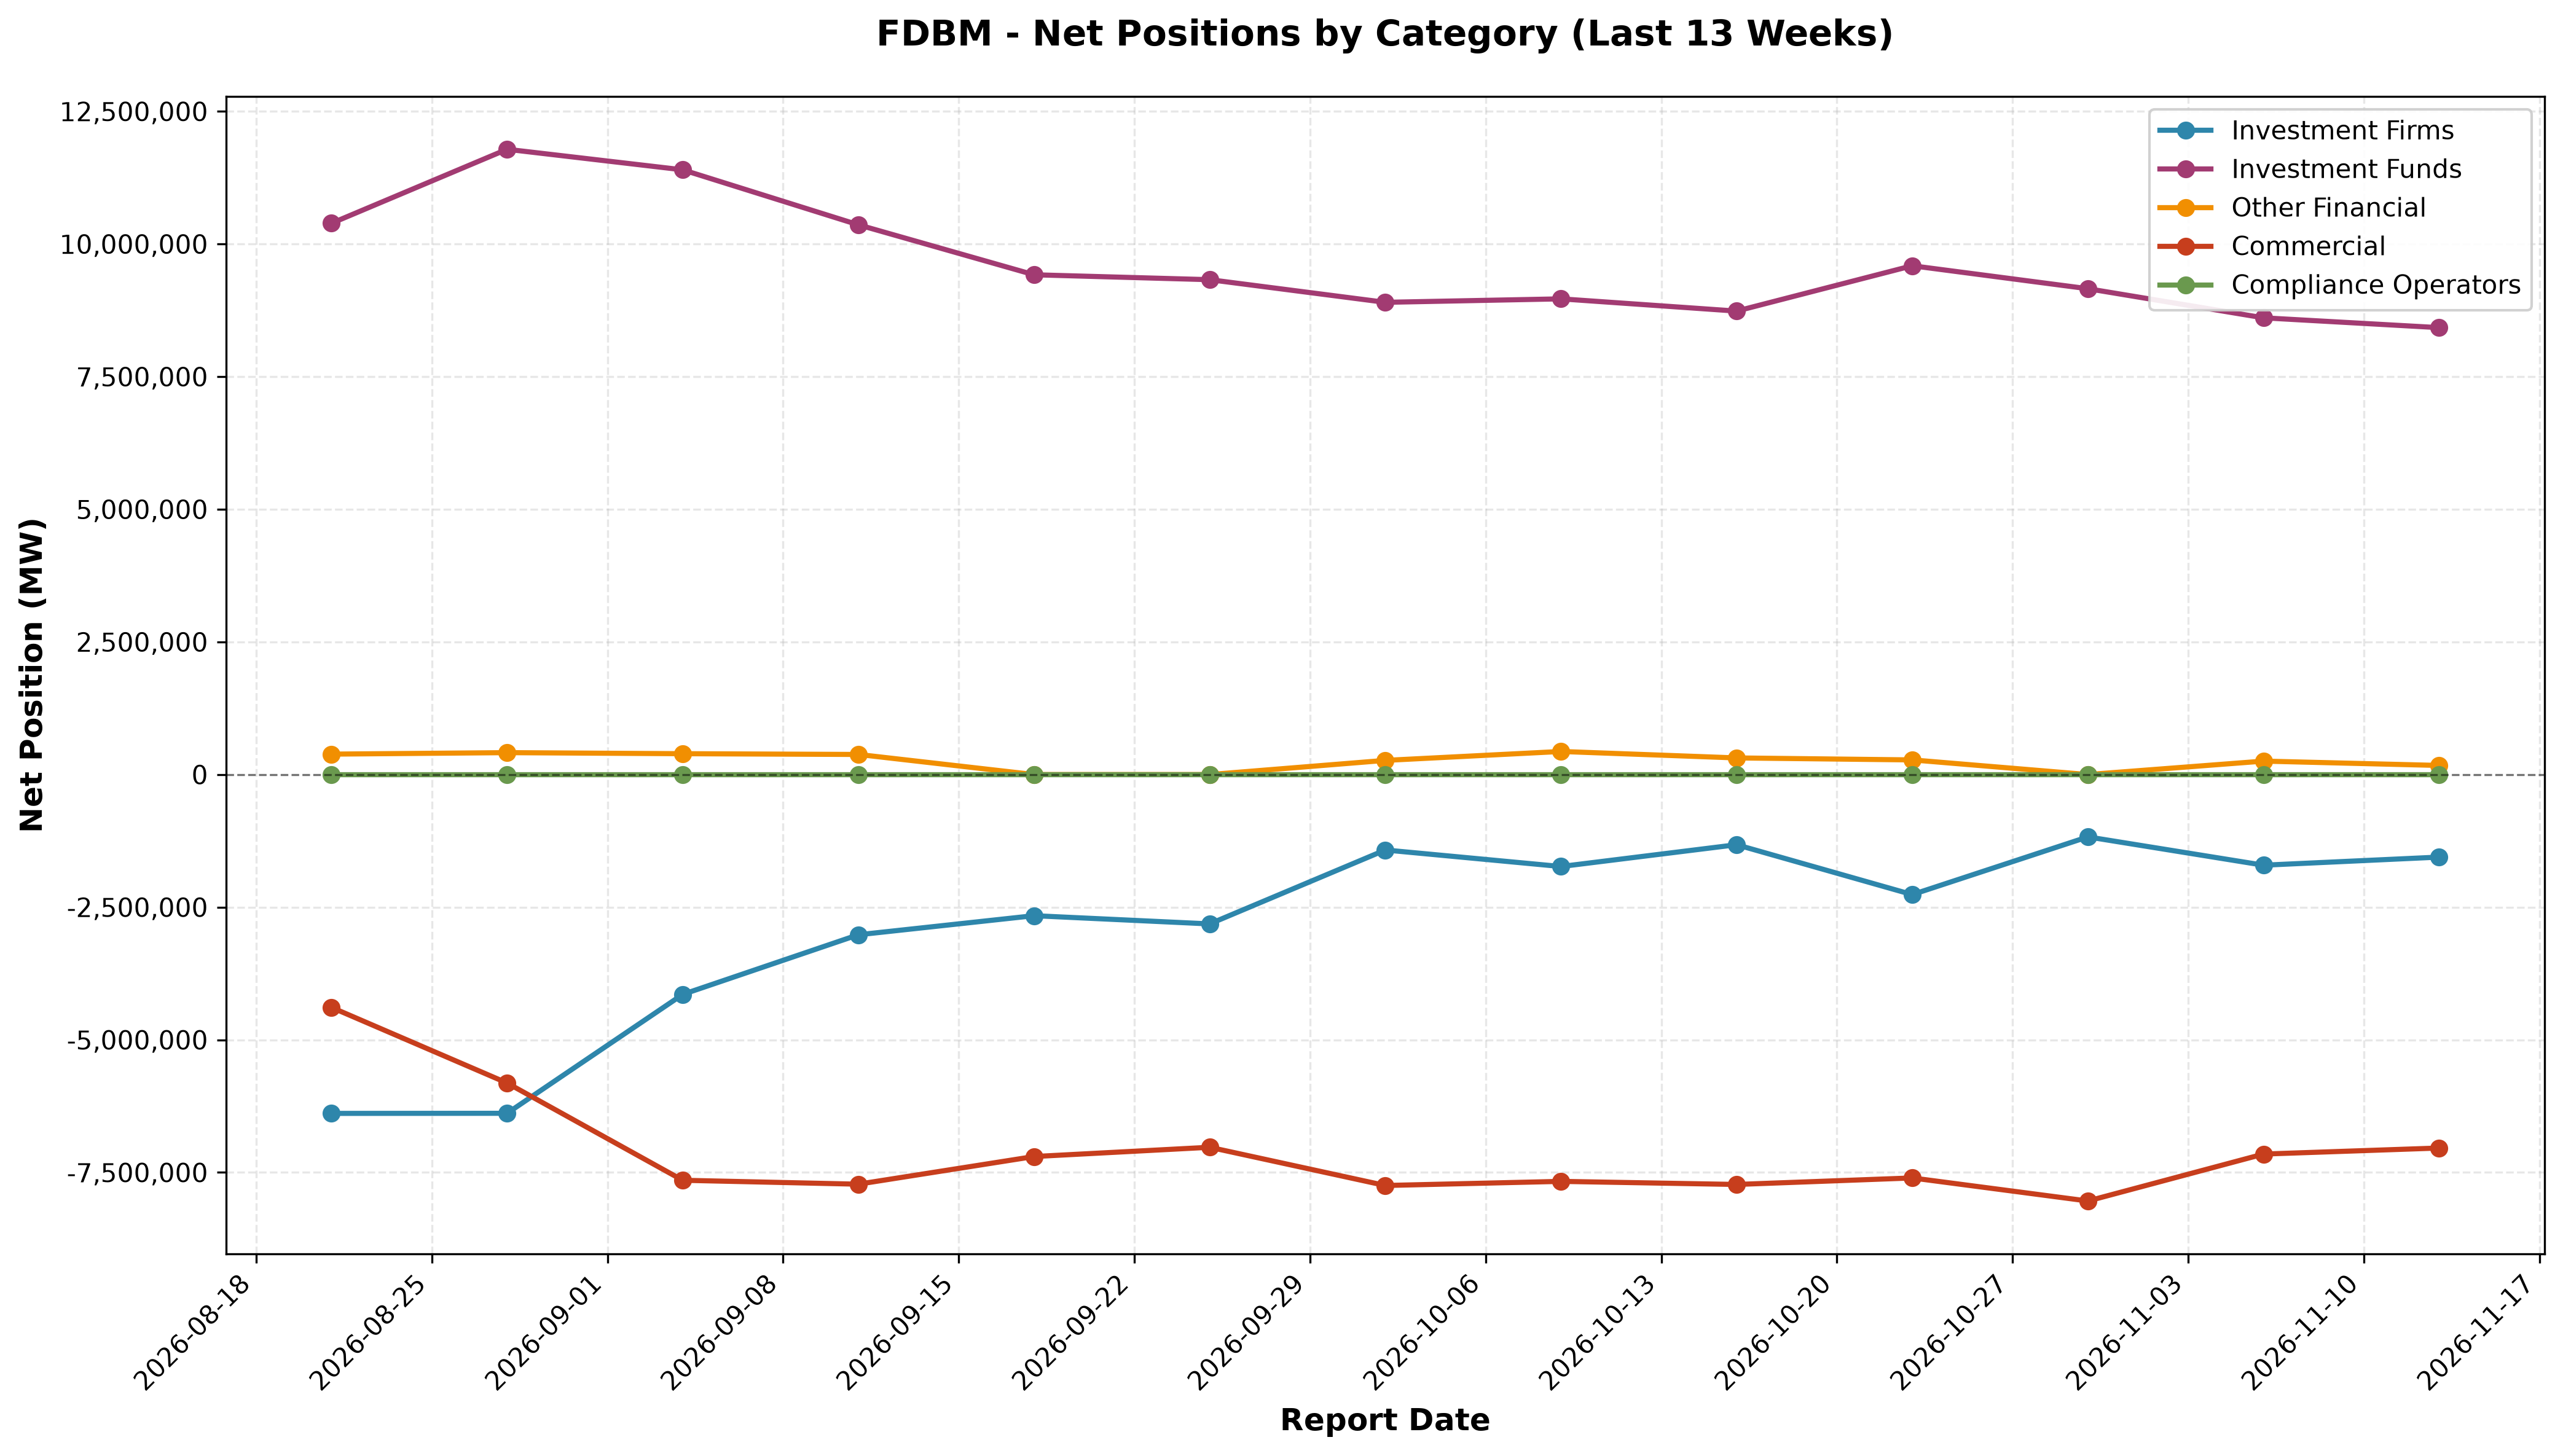 FDBM - Net Positions by Category (Last 13 Weeks)
12,500,000
10,000,000
7,500,000
5,000,000
2,500,000
0
-2,500,000
-5,000,000
-7,500,000
Net Position (MW)
Investment Firms
Investment Funds
Other Financial
Commercial
Compliance Operators
2026-08-18
2026-08-25
2026-09-01
2026-09-08
2026-09-15
2026-09-22
2026-09-29
2026-10-06
2026-10-13
2026-10-20
2026-10-27
2026-11-03
2026-11-10
2026-11-17
Report Date